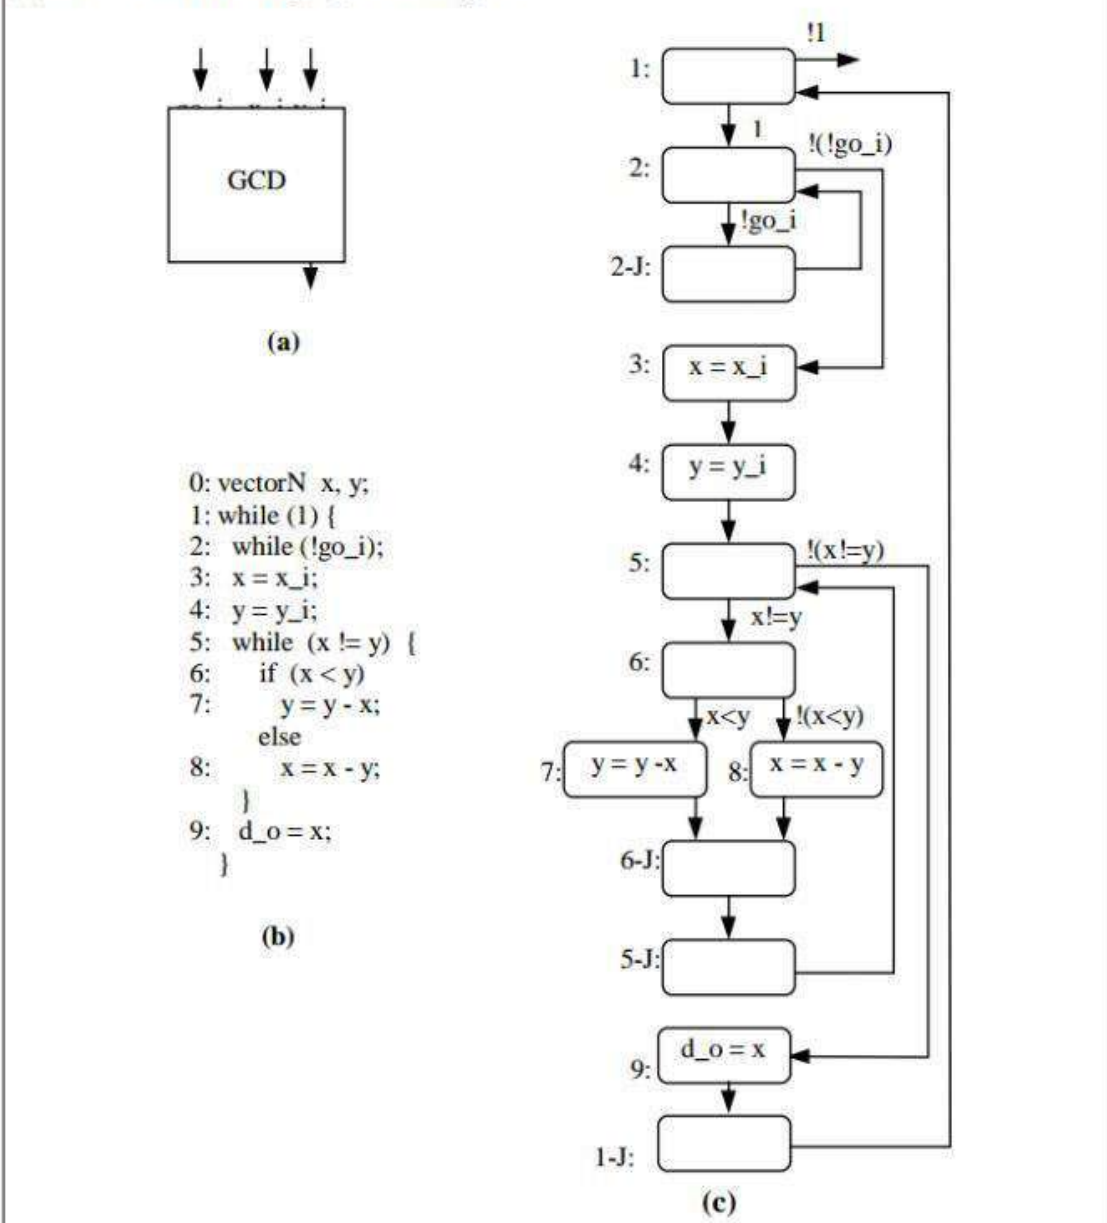 GCD
(a)
0: vectorN x, y;
1: while (1) {
2: while (!go_i);
3: x = x_i;
4: y = y_i;
5: while (x != y) {
6: if (x < y)
7: y = y - x;
else
8: x = x - y;
}
9: d_o = x;
}
(b)
!1
1:
1
!(!go_i)
2:
!go_i
2-J:
3: x = x_i
4: y = y_i
!(x!=y)
5:
x!=y
6:
x<y !(x<y)
7: y = y -x 8: x = x - y
6-J:
5-J:
9: d_o = x
1-J:
(c)